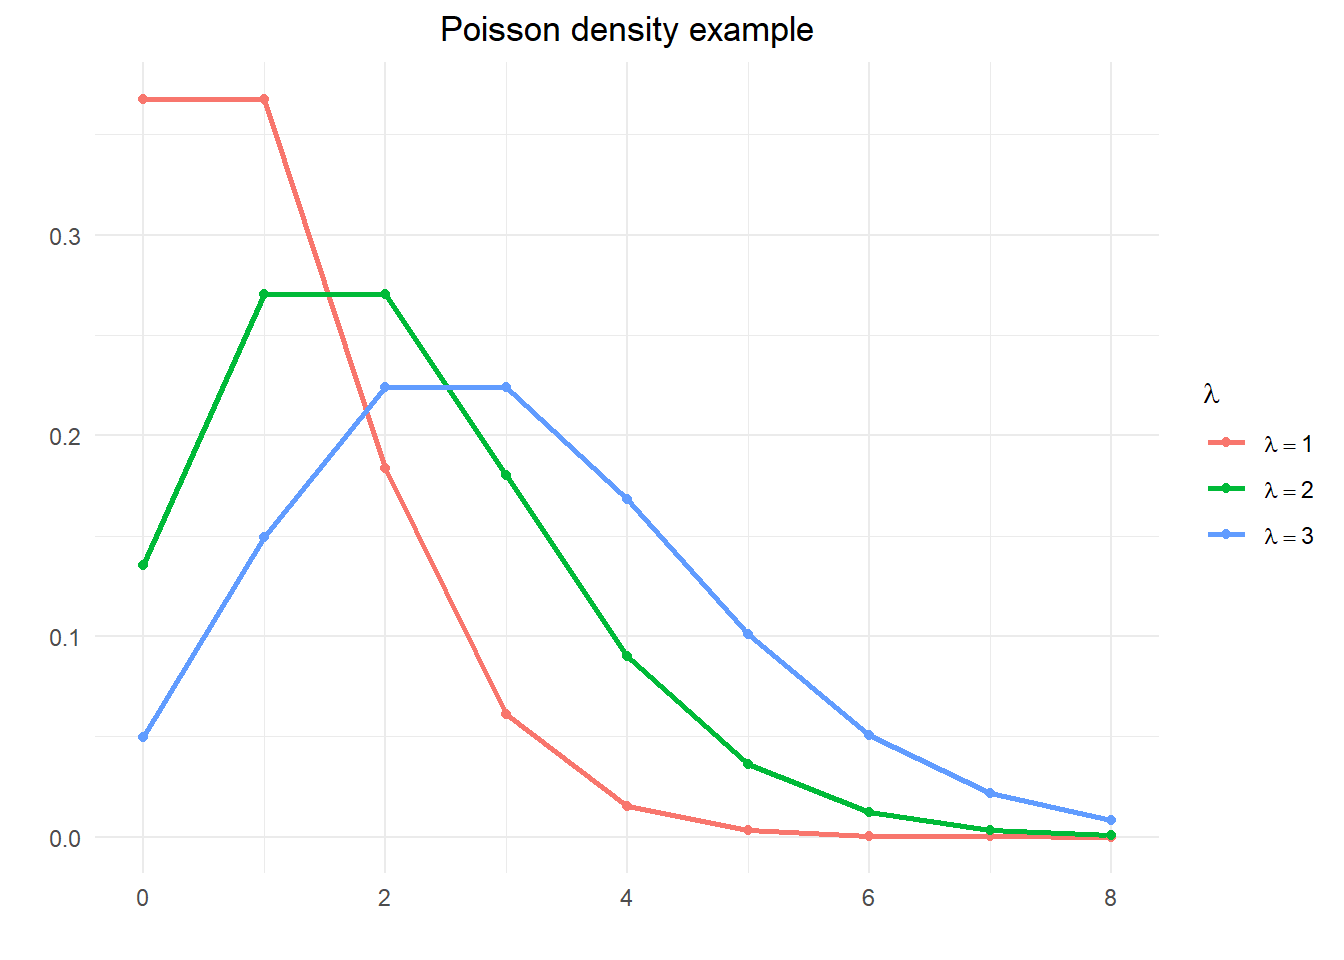 Poisson density example
0.3
0.2
0.1
0.0
0
2
4
6
8
λ
λ = 1
λ = 2
λ = 3